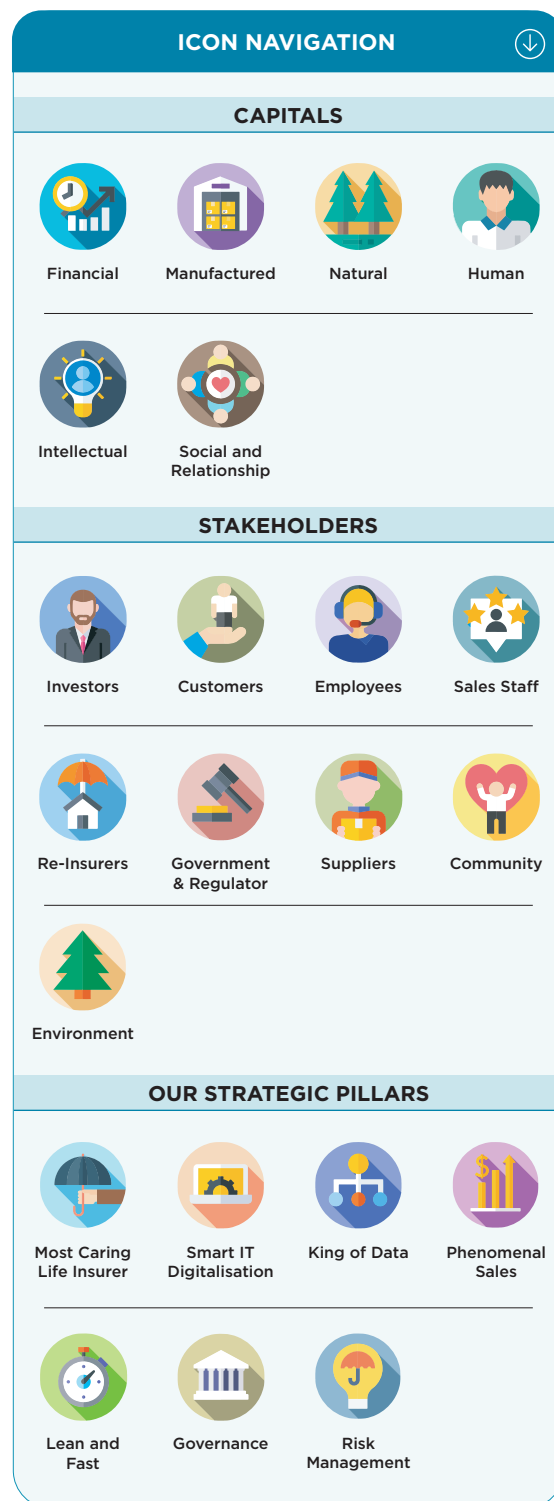 ICON NAVIGATION
CAPITALS
Financial
Manufactured
Natural
Human
Intellectual
Social and
Relationship
STAKEHOLDERS
Investors
Customers
Employees
Sales Staff
Re-Insurers
Government
& Regulator
Suppliers
Community
Environment
OUR STRATEGIC PILLARS
Most Caring
Life Insurer
Smart IT
Digitalisation
King of Data
Phenomenal
Sales
Lean and
Fast
Governance
Risk
Management